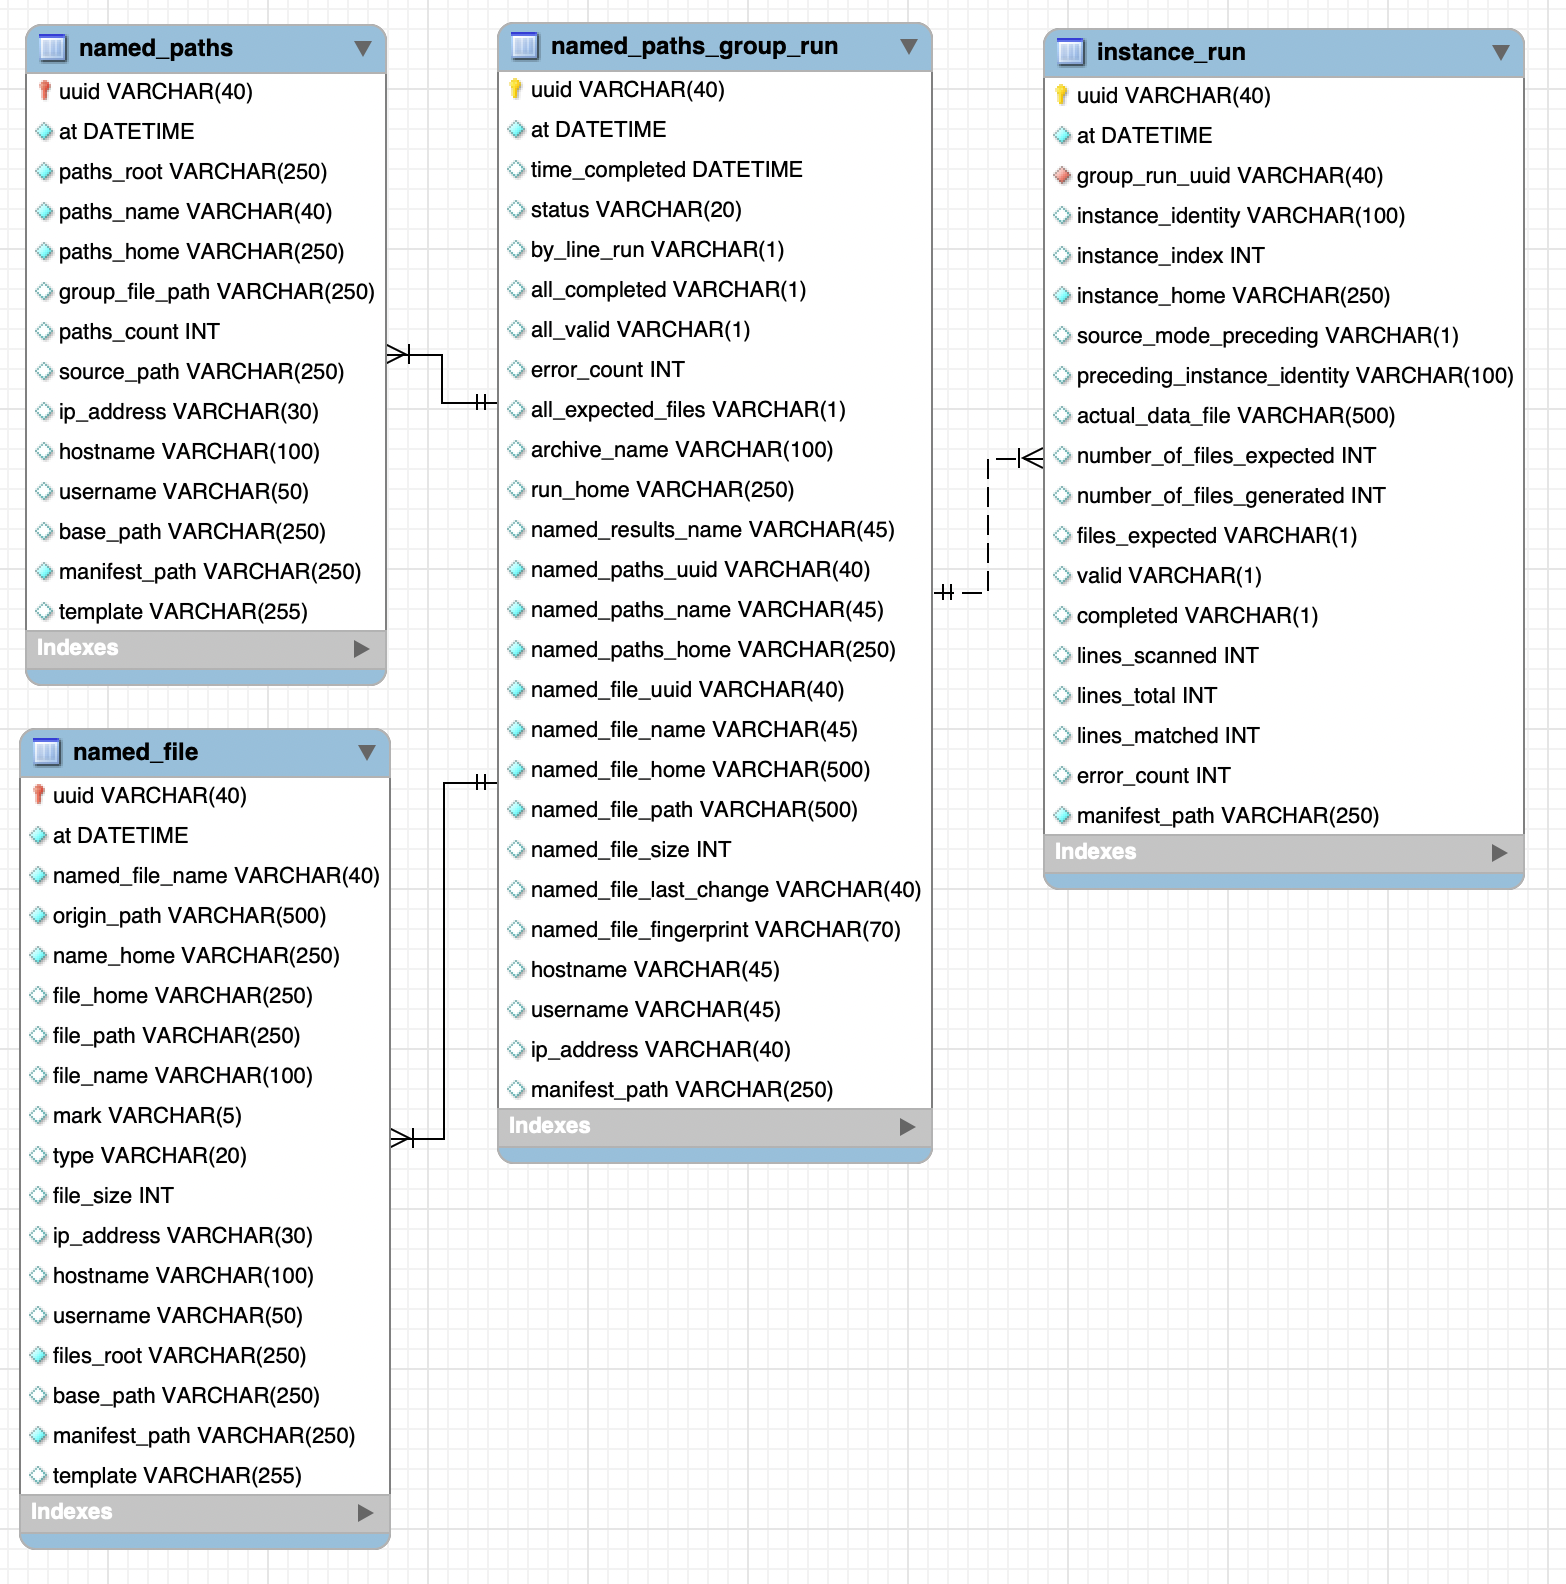 named_paths
uuid VARCHAR(40)
at DATETIME
paths_root VARCHAR(250)
paths_name VARCHAR(40)
paths_home VARCHAR(250)
group_file_path VARCHAR(250)
paths_count INT
source_path VARCHAR(250)
ip_address VARCHAR(30)
hostname VARCHAR(100)
username VARCHAR(50)
base_path VARCHAR(250)
manifest_path VARCHAR(250)
template VARCHAR(255)
Indexes
named_file
uuid VARCHAR(40)
at DATETIME
named_file_name VARCHAR(40)
origin_path VARCHAR(500)
name_home VARCHAR(250)
file_home VARCHAR(250)
file_path VARCHAR(250)
file_name VARCHAR(100)
mark VARCHAR(5)
type VARCHAR(20)
file_size INT
ip_address VARCHAR(30)
hostname VARCHAR(100)
username VARCHAR(50)
files_root VARCHAR(250)
base_path VARCHAR(250)
manifest_path VARCHAR(250)
template VARCHAR(255)
Indexes
named_paths_group_run
uuid VARCHAR(40)
at DATETIME
time_completed DATETIME
status VARCHAR(20)
by_line_run VARCHAR(1)
all_completed VARCHAR(1)
all_valid VARCHAR(1)
error_count INT
all_expected_files VARCHAR(1)
archive_name VARCHAR(100)
run_home VARCHAR(250)
named_results_name VARCHAR(45)
named_paths_uuid VARCHAR(40)
named_paths_name VARCHAR(45)
named_paths_home VARCHAR(250)
named_file_uuid VARCHAR(40)
named_file_name VARCHAR(45)
named_file_home VARCHAR(500)
named_file_path VARCHAR(500)
named_file_size INT
named_file_last_change VARCHAR(40)
named_file_fingerprint VARCHAR(70)
hostname VARCHAR(45)
username VARCHAR(45)
ip_address VARCHAR(40)
manifest_path VARCHAR(250)
Indexes
instance_run
uuid VARCHAR(40)
at DATETIME
group_run_uuid VARCHAR(40)
instance_identity VARCHAR(100)
instance_index INT
instance_home VARCHAR(250)
source_mode_preceding VARCHAR(1)
preceding_instance_identity VARCHAR(100)
actual_data_file VARCHAR(500)
number_of_files_expected INT
number_of_files_generated INT
files_expected VARCHAR(1)
valid VARCHAR(1)
completed VARCHAR(1)
lines_scanned INT
lines_total INT
lines_matched INT
error_count INT
manifest_path VARCHAR(250)
Indexes